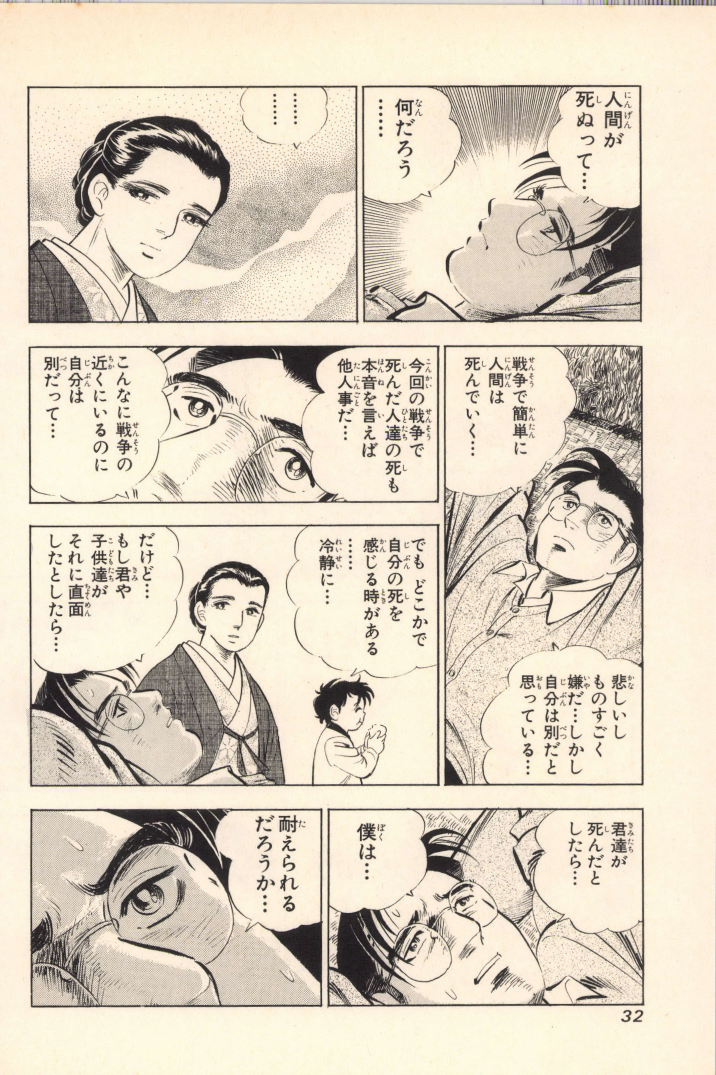 人間が
死ぬって…
何だろう
……
……
……
戦争で簡単に
人間は
死んでいく…
悲しいし
ものすごく
嫌だ…しかし
自分は別だと
思っている…
今回の戦争で
死んだ人達の死も
本音を言えば
他人事だ…
こんなに戦争の
近くにいるのに
自分は
別だって…
でも どこかで
自分の死を
感じる時がある
……
冷静に…
だけど…
もし君や
子供達が
それに直面
したとしたら…
君達が
死んだと
したら…
僕は…
耐えられる
だろうか…
32